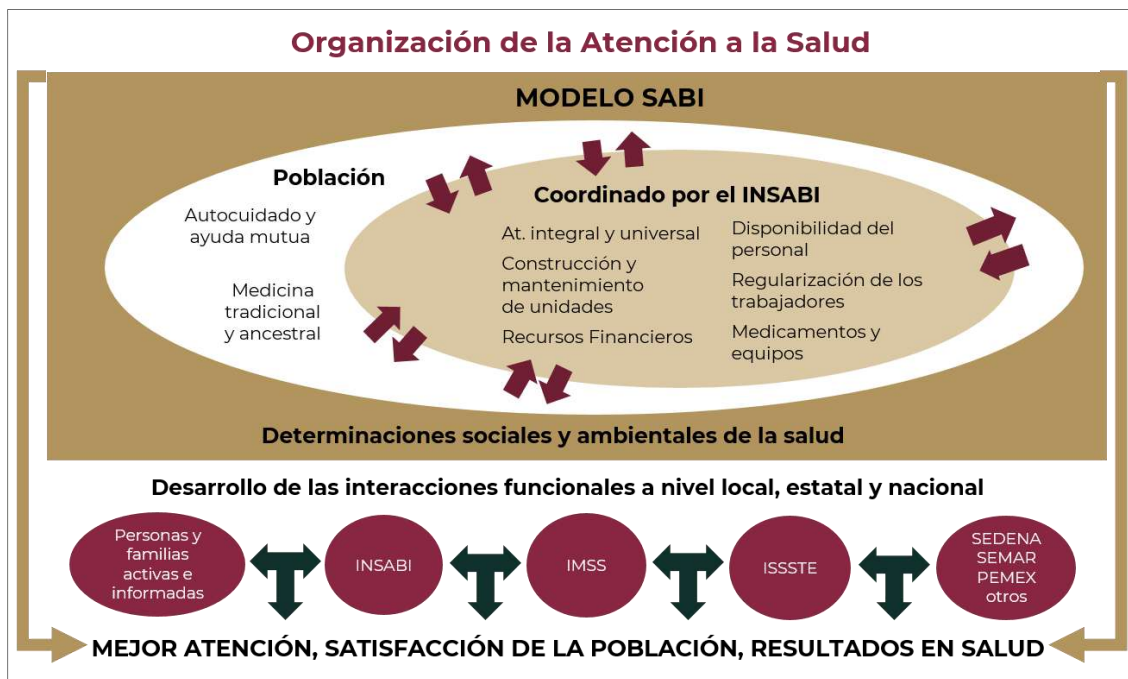 Organización de la Atención a la Salud
MODELO SABI
Población
Autocuidado y
ayuda mutua
Medicina
tradicional
y ancestral
Coordinado por el INSABI
At. integral y universal
Construcción y
mantenimiento
de unidades
Recursos Financieros
Disponibilidad del
personal
Regularización de los
trabajadores
Medicamentos y
equipos
Determinaciones sociales y ambientales de la salud
Desarrollo de las interacciones funcionales a nivel local, estatal y nacional
Personas y
familias
activas e
informadas
INSABI
IMSS
ISSSTE
SEDENA
SEMAR
PEMEX
otros
MEJOR ATENCIÓN, SATISFACCIÓN DE LA POBLACIÓN, RESULTADOS EN SALUD